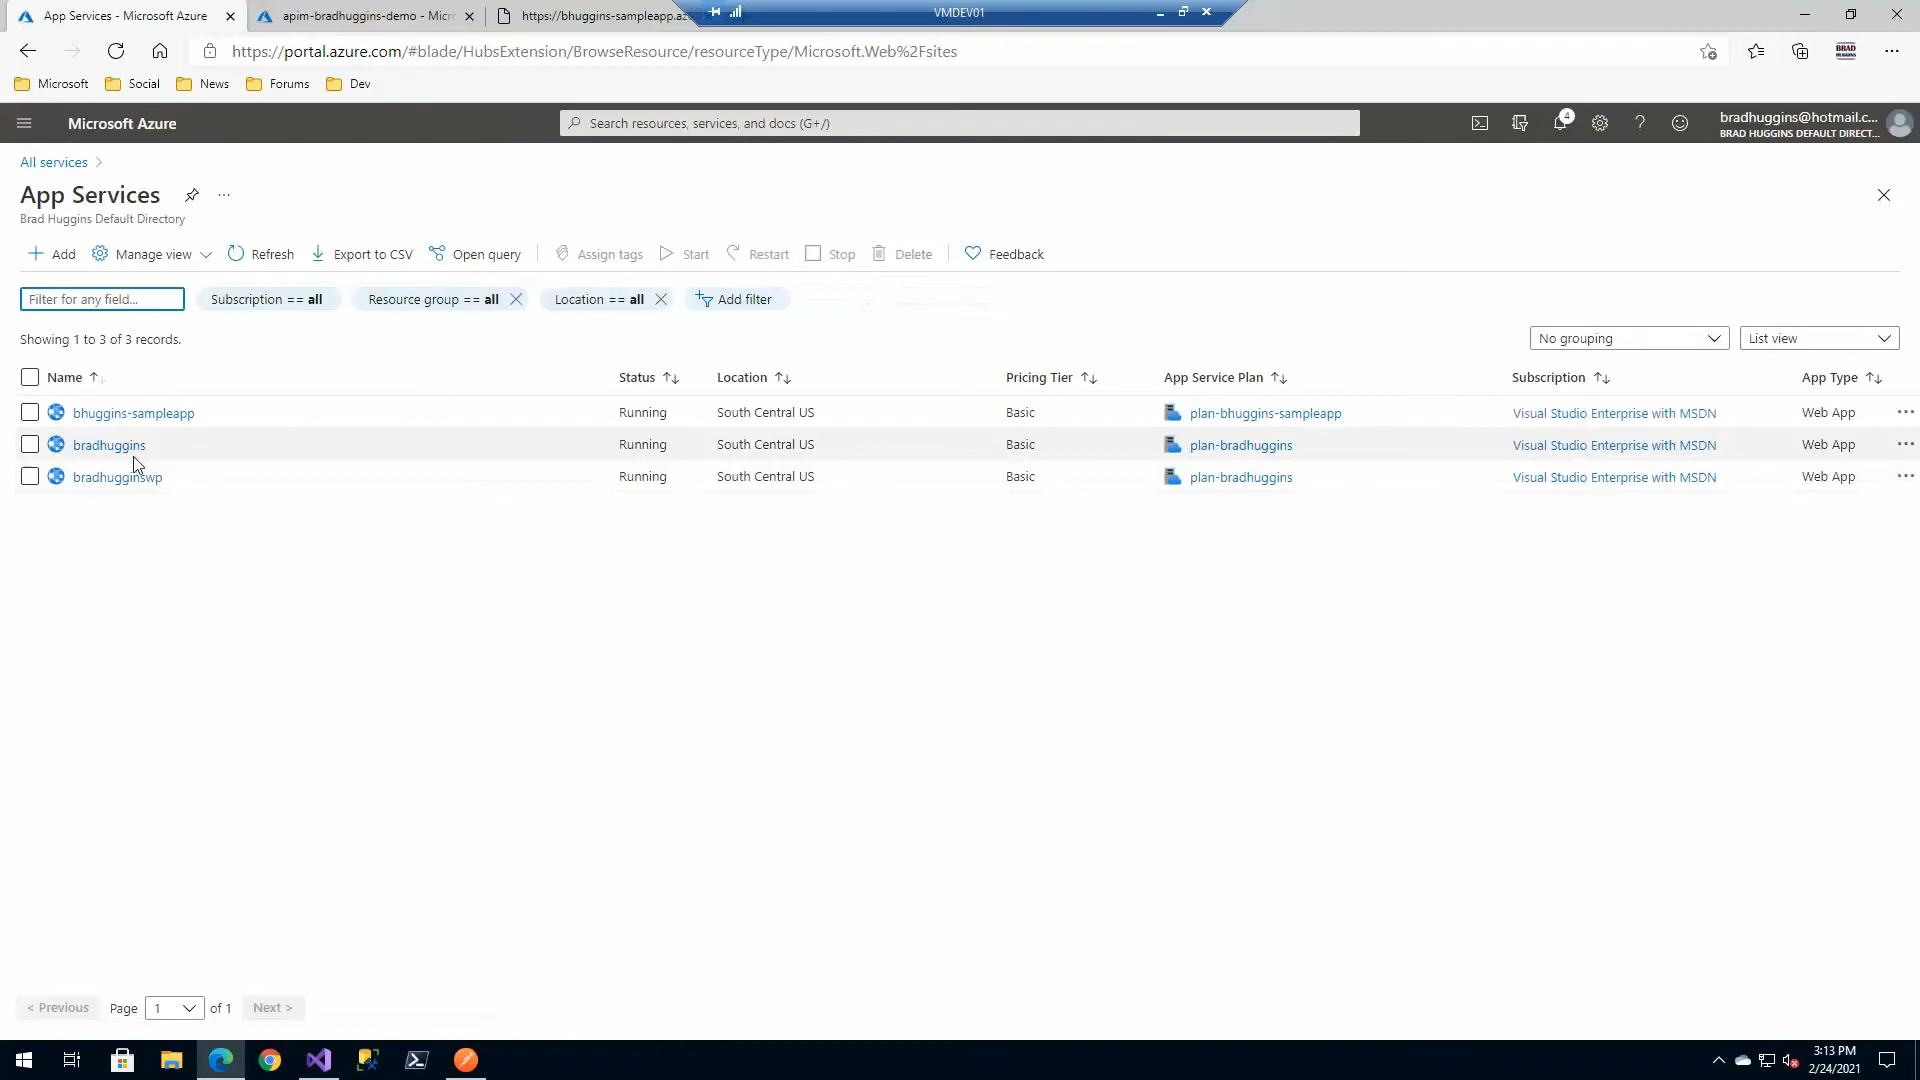 App Services - Microsoft Azure
apim-bradhuggins-demo - Micr
https://bhuggins-sampleapp.az
VMDEV01
https://portal.azure.com/#blade/HubsExtension/BrowseResource/resourceType/Microsoft.Web%2Fsites
BRAD
HUGGINS
Microsoft
Social
News
Forums
Dev
Microsoft Azure
Search resources, services, and docs (G+/)
4
bradhuggins@hotmail.c...
BRAD HUGGINS DEFAULT DIRECT...
All services >
App Services
...
Brad Huggins Default Directory
Add
Manage view
Refresh
Export to CSV
Open query
Assign tags
Start
Restart
Stop
Delete
Feedback
Filter for any field...
Subscription == all
Resource group == all
Location == all
Add filter
Showing 1 to 3 of 3 records.
No grouping
List view
Name Status Location Pricing Tier App Service Plan Subscription App Type
bhuggins-sampleapp Running South Central US Basic plan-bhuggins-sampleapp Visual Studio Enterprise with MSDN Web App ...
bradhuggins Running South Central US Basic plan-bradhuggins Visual Studio Enterprise with MSDN Web App ...
bradhugginswp Running South Central US Basic plan-bradhuggins Visual Studio Enterprise with MSDN Web App ...
< Previous Page 1 of 1 Next >
3:13 PM
2/24/2021